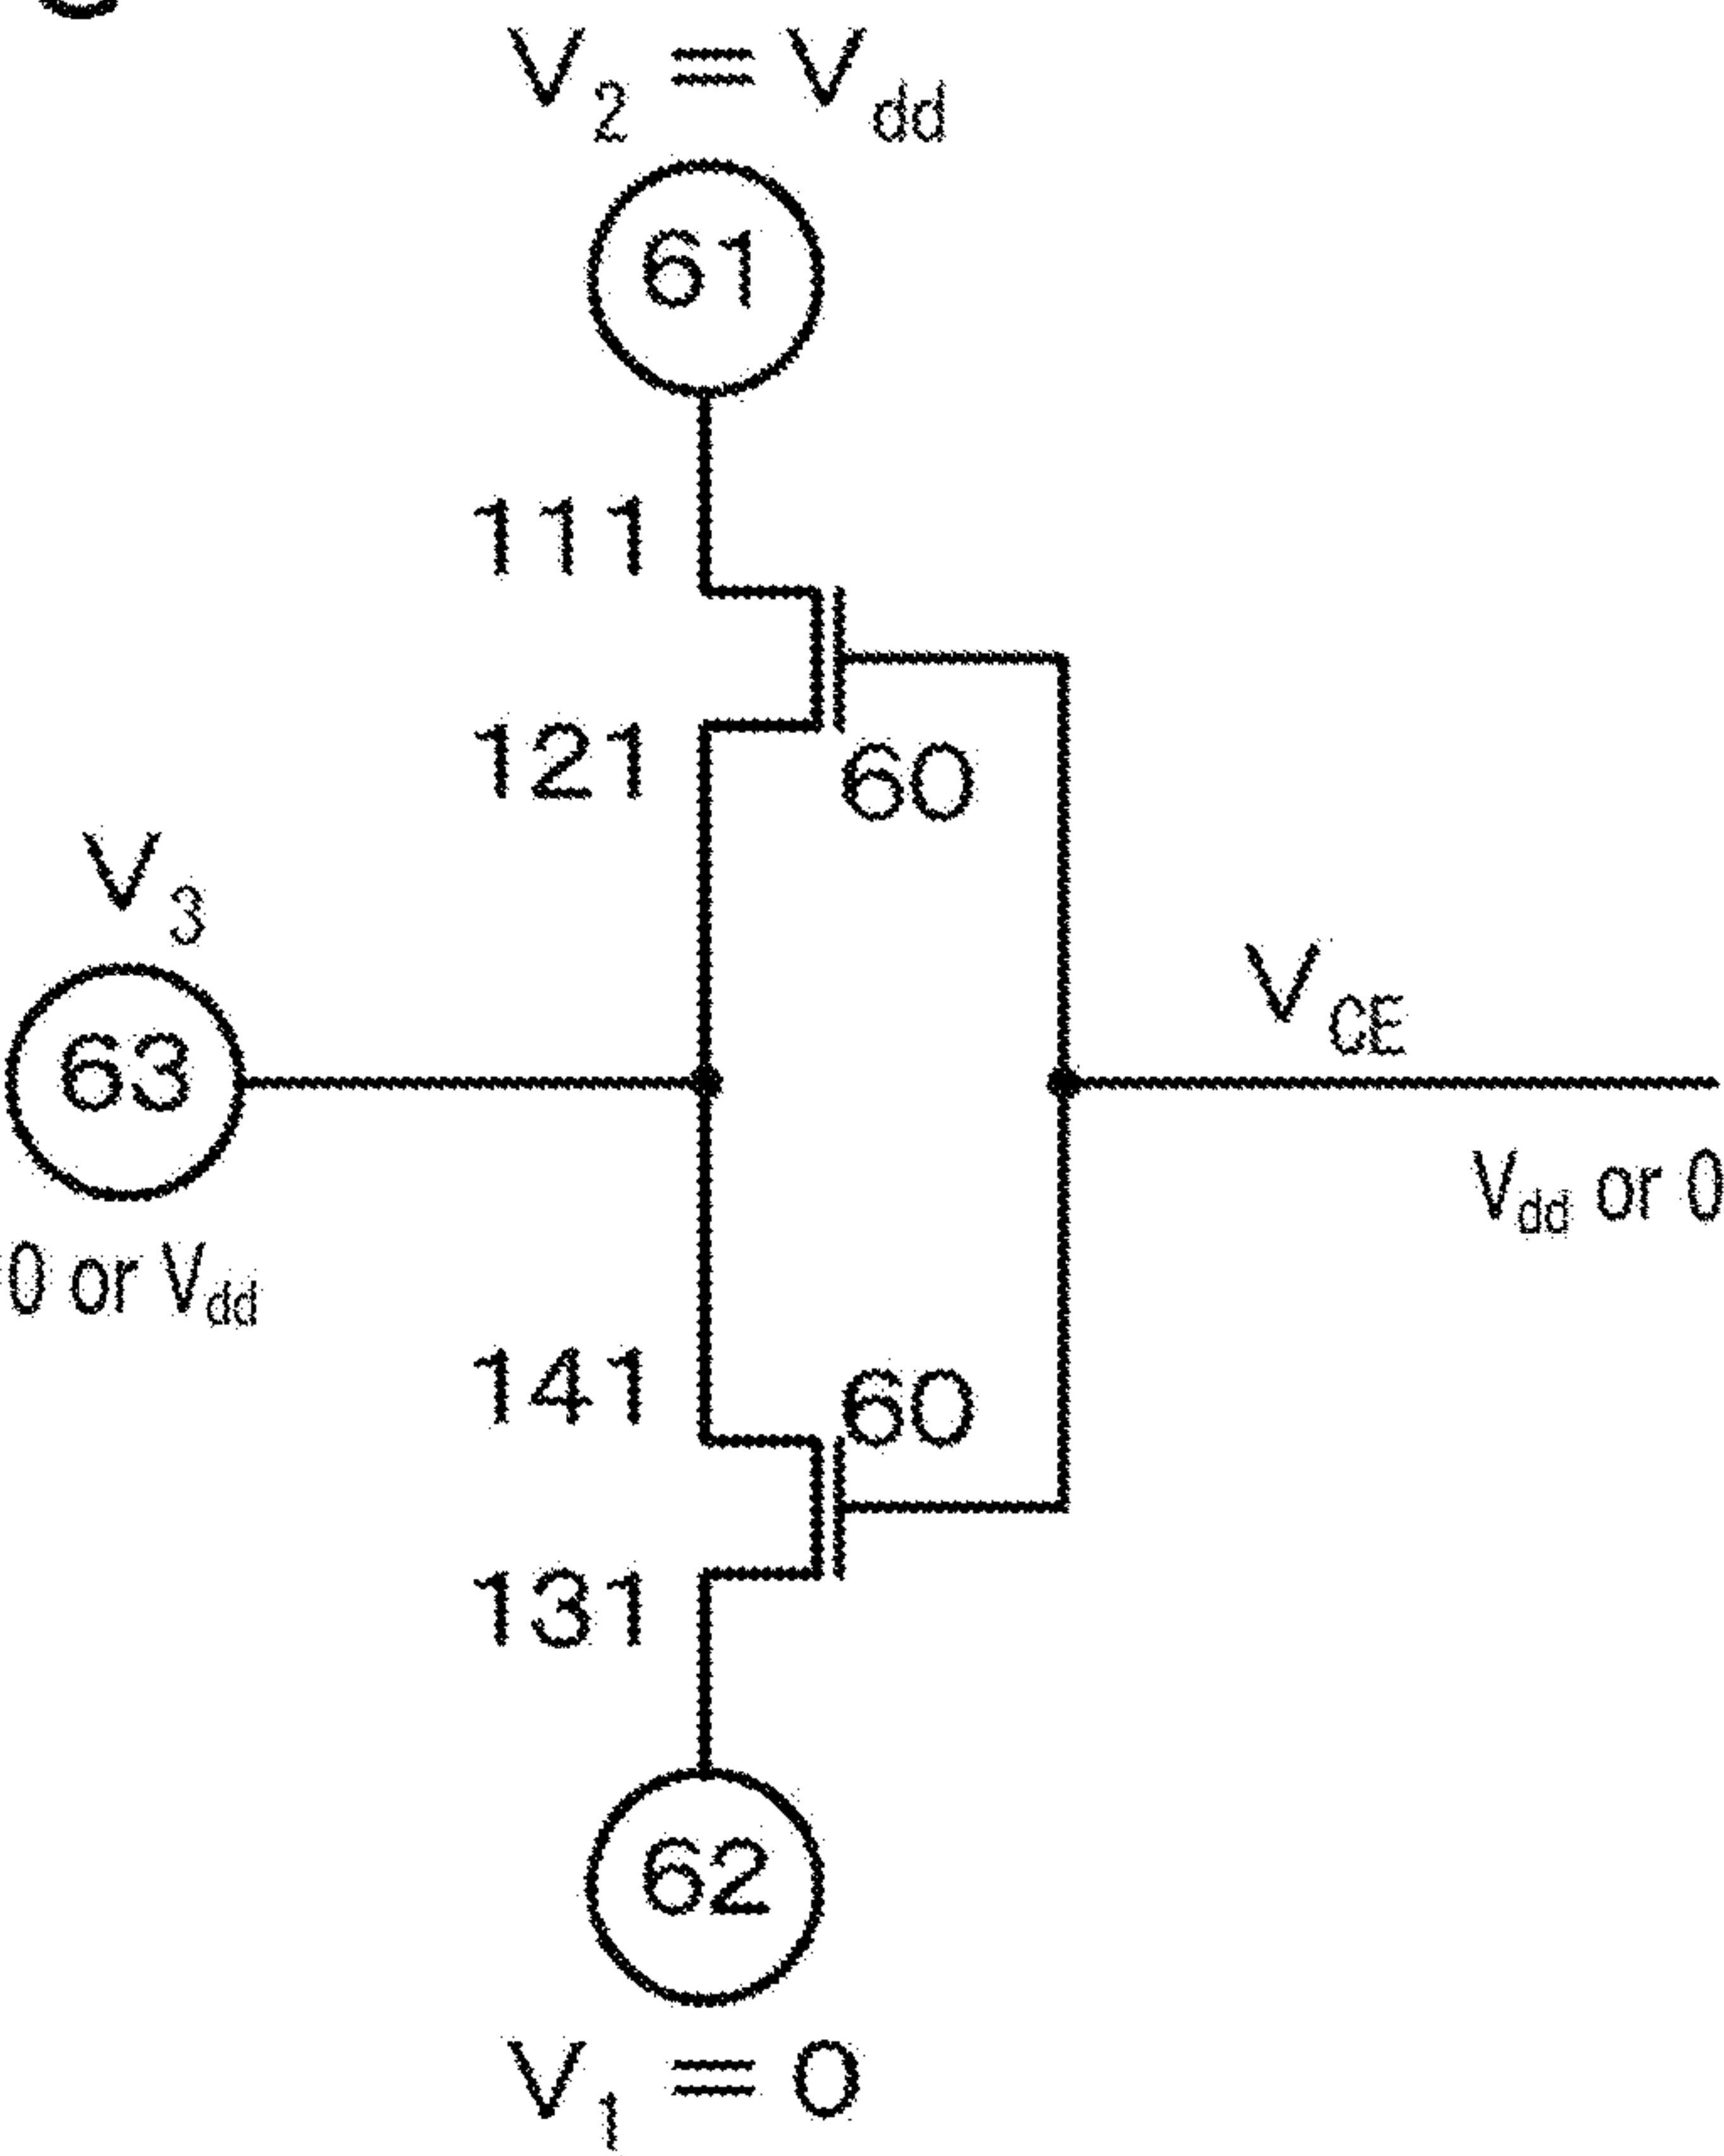 V2 = Vdd
61
111
121
60
V3
63
0 or Vdd
VCE
Vdd or 0
141
60
131
62
V1 = 0